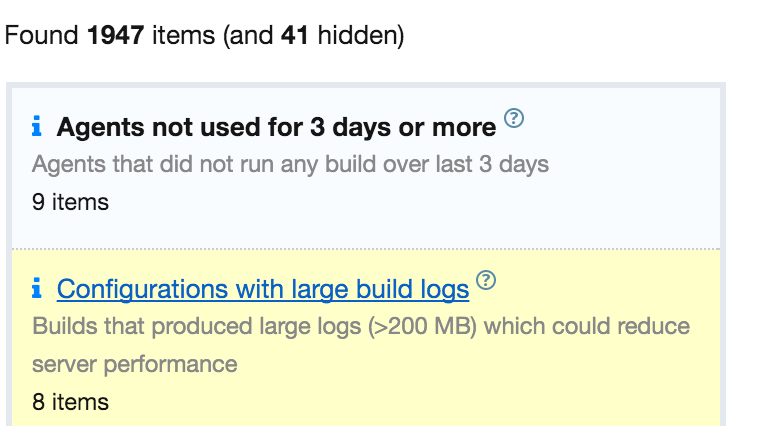 Found 1947 items (and 41 hidden)
Agents not used for 3 days or more ?
Agents that did not run any build over last 3 days
9 items
Configurations with large build logs ?
Builds that produced large logs (>200 MB) which could reduce
server performance
8 items